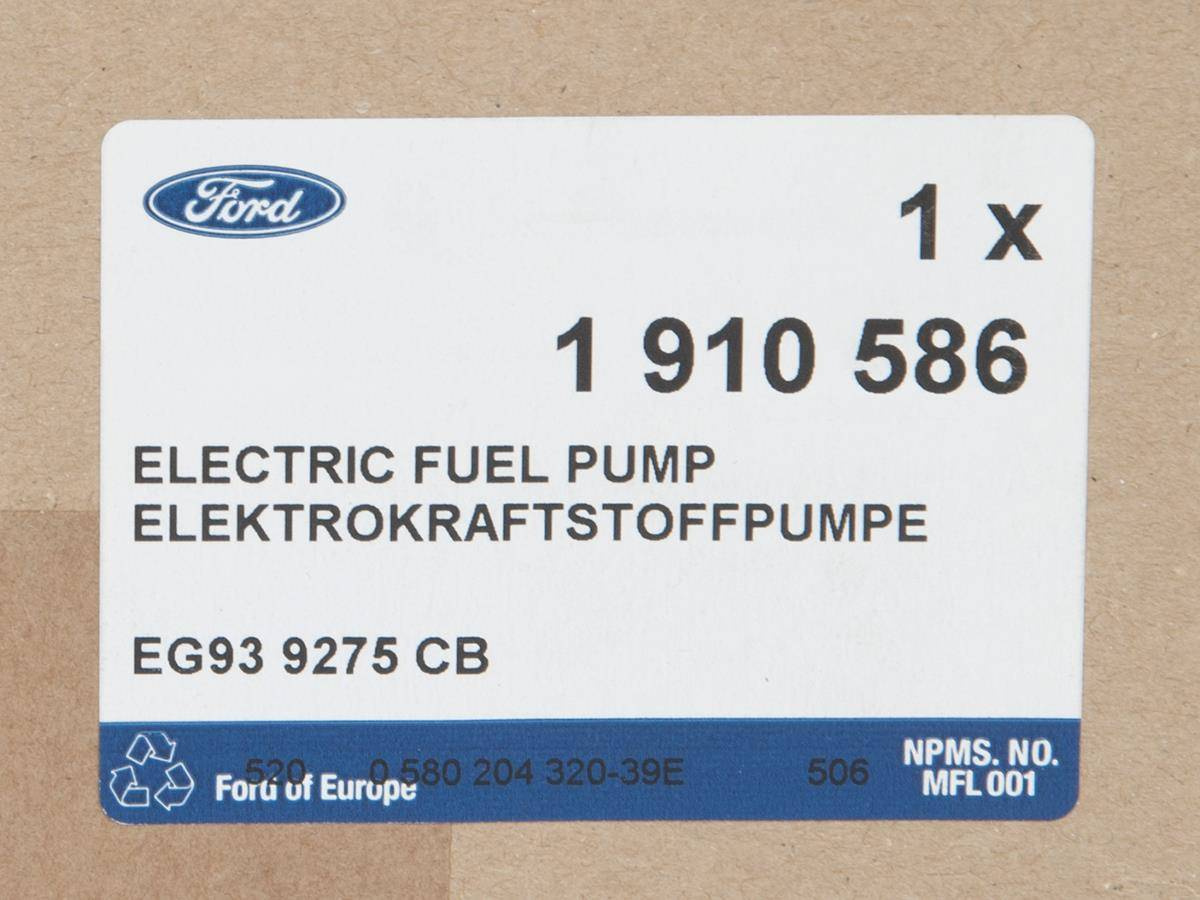 Ford
1 x
1 910 586
ELECTRIC FUEL PUMP
ELEKTROKRAFTSTOFFPUMPE
EG93 9275 CB
520 0 580 204 320-39E 506
Ford of Europe
NPMS. NO.
MFL 001